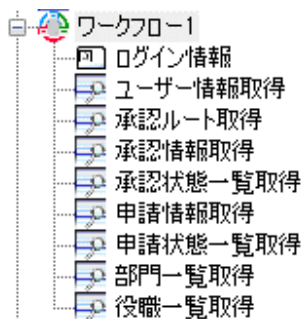 ワークフロー1
ログイン情報
ユーザー情報取得
承認ルート取得
承認情報取得
承認状態一覧取得
申請情報取得
申請状態一覧取得
部門一覧取得
役職一覧取得